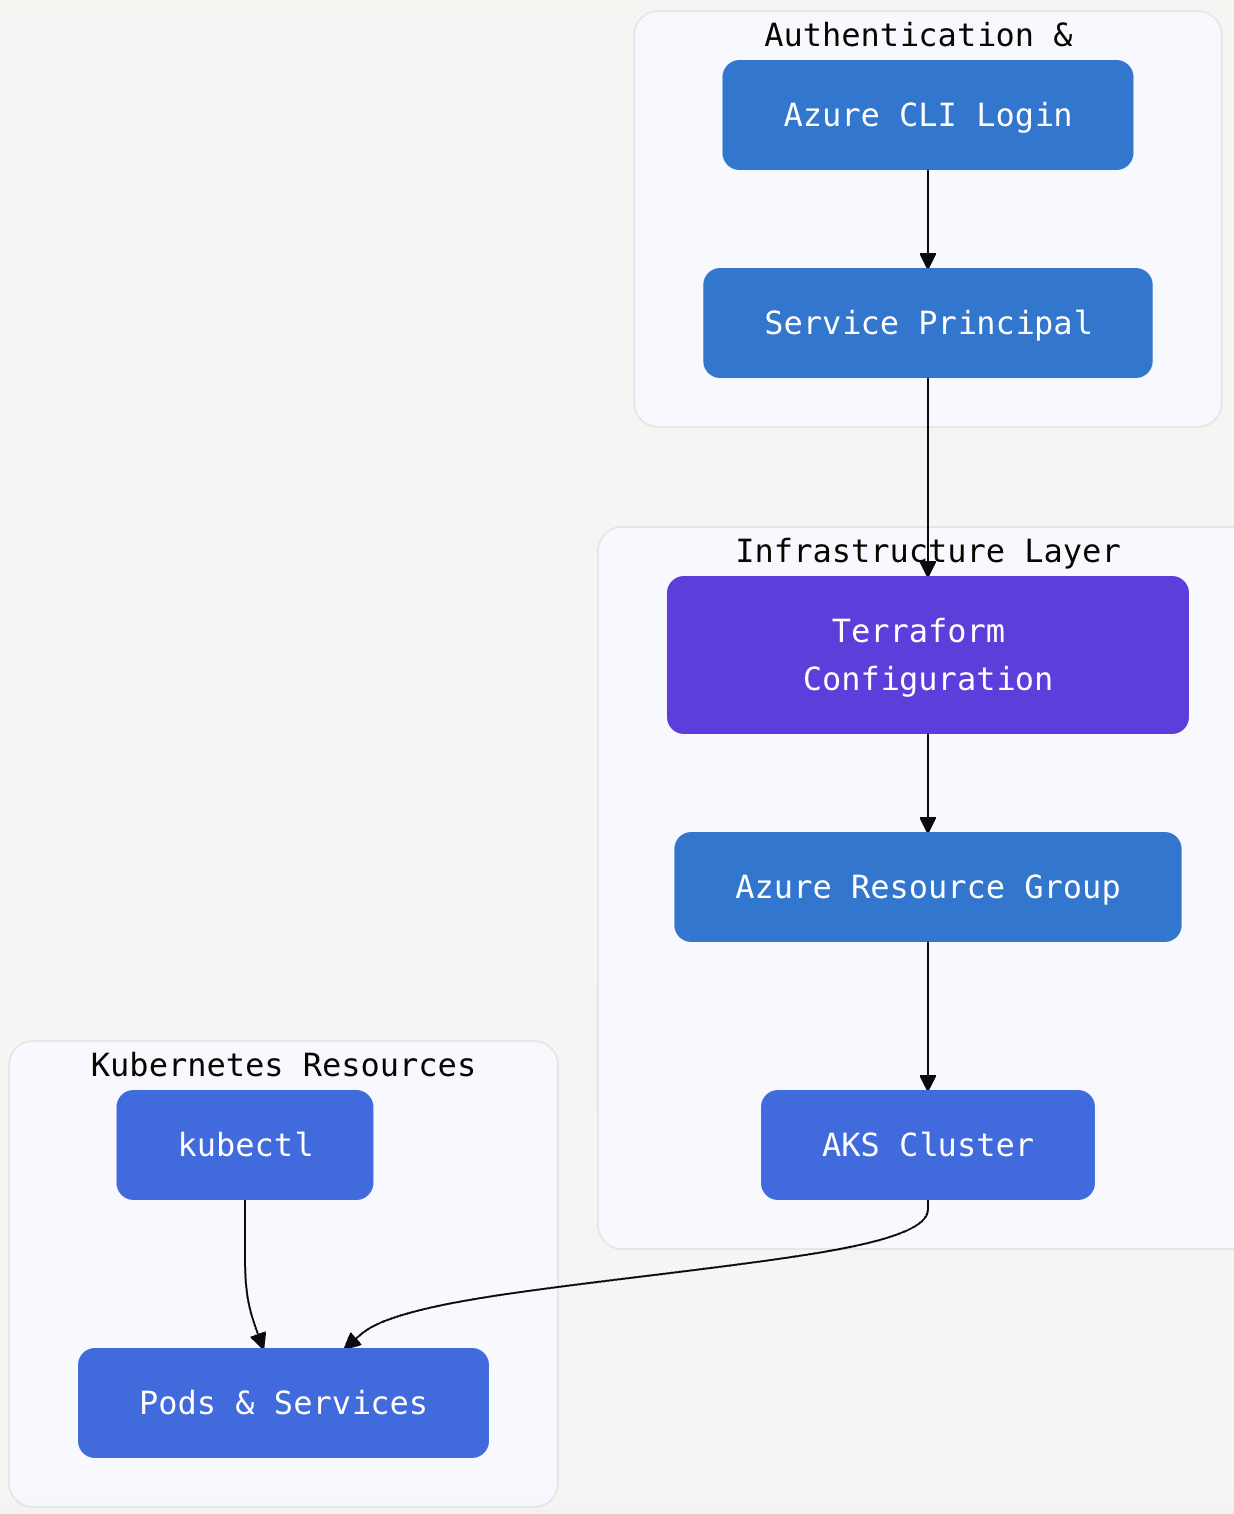 Authentication &
Azure CLI Login
Service Principal
Infrastructure Layer
Terraform
Configuration
Azure Resource Group
Kubernetes Resources
kubectl
AKS Cluster
Pods & Services